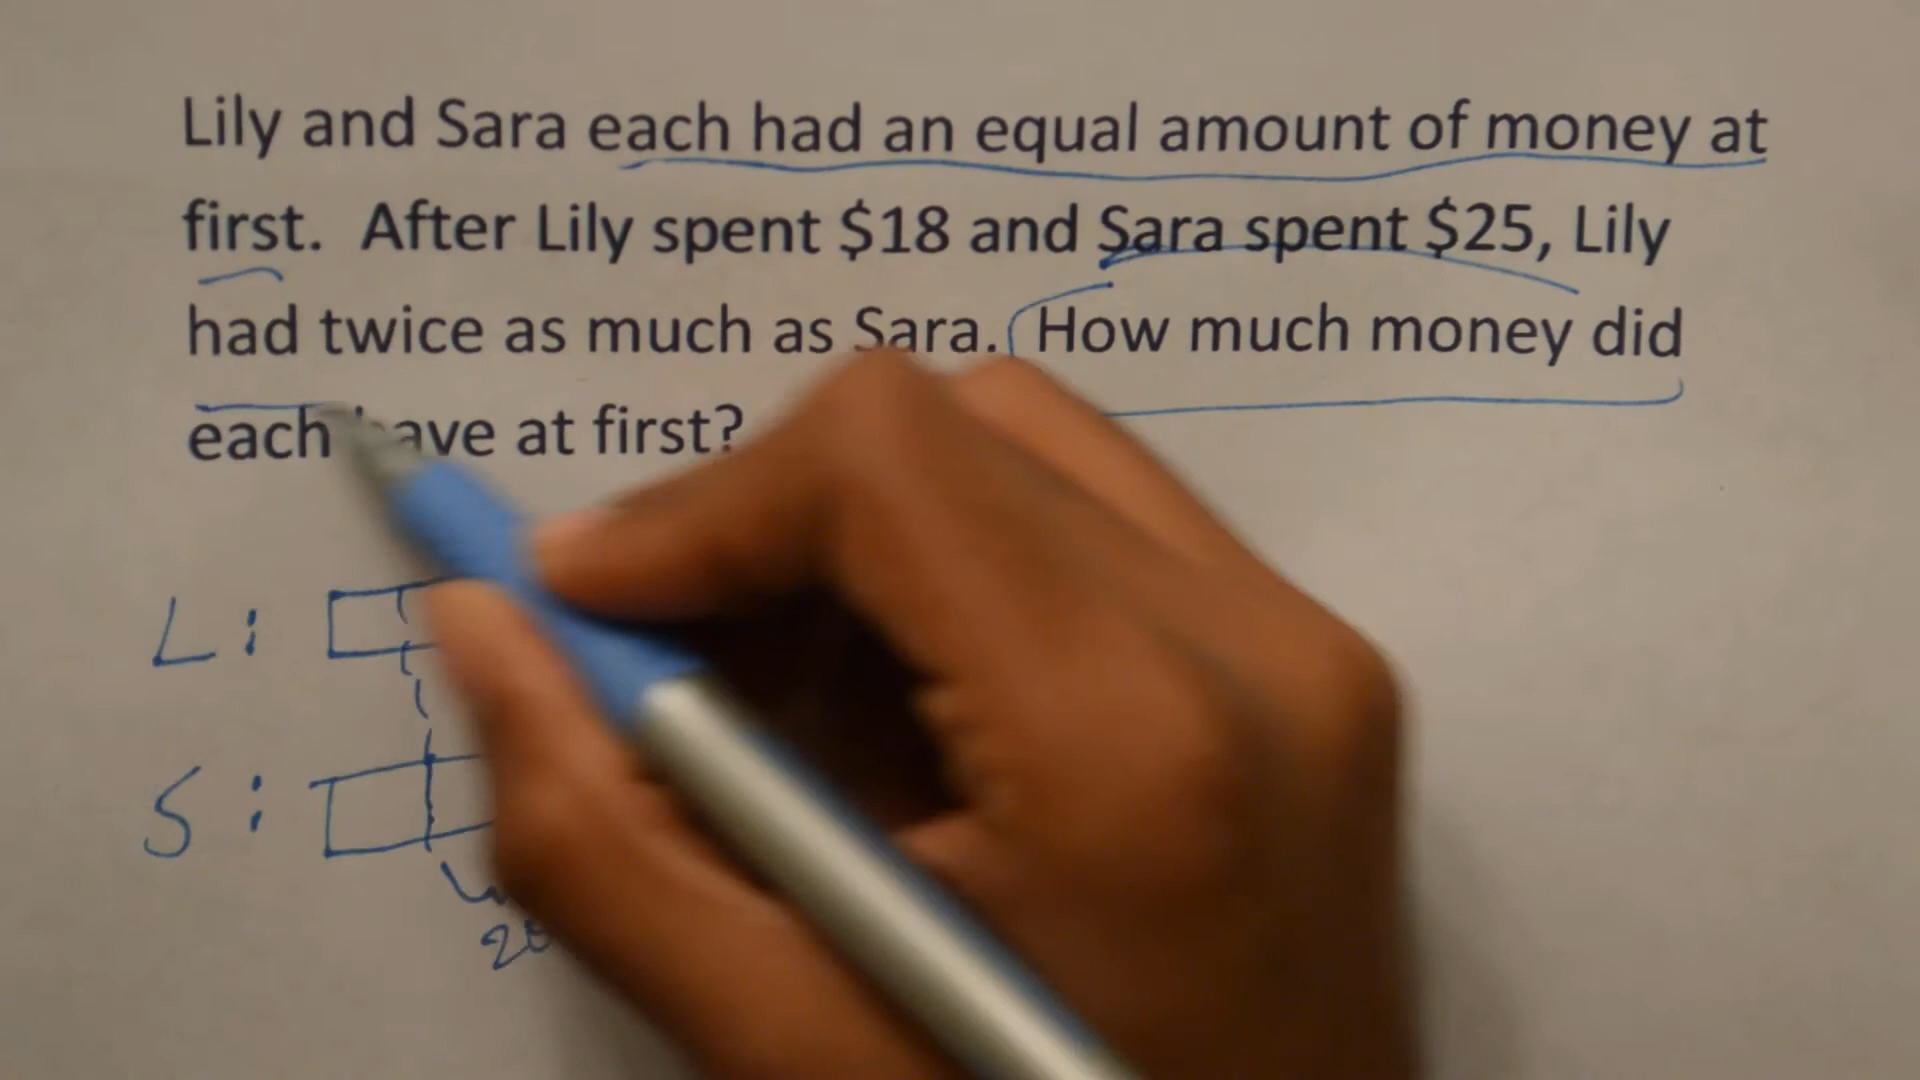 Lily and Sara each had an equal amount of money at
first. After Lily spent $18 and Sara spent $25, Lily
had twice as much as Sara. How much money did
each have at first?
L:
S: